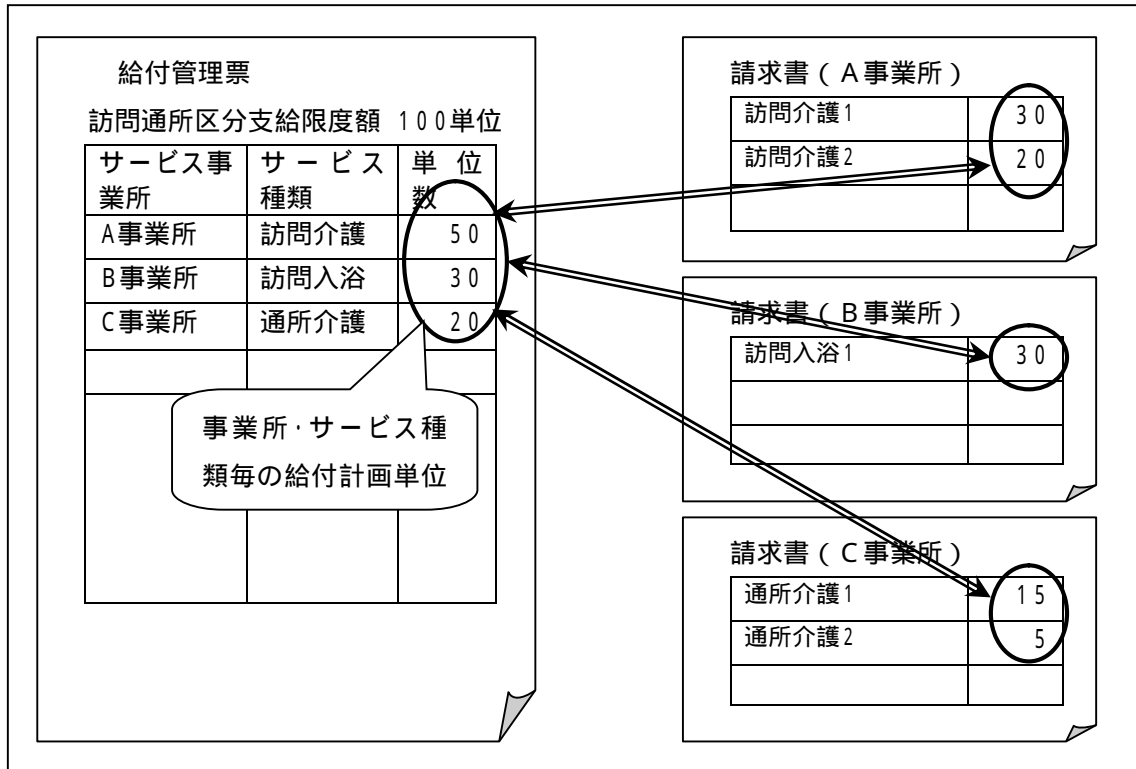 給付管理票
訪問通所区分支給限度額 100単位
サービス事業所 サービス種類 単位数
A事業所 訪問介護 50
B事業所 訪問入浴 30
C事業所 通所介護 20
事業所・サービス種
類毎の給付計画単位
請求書(A事業所)
訪問介護1 30
訪問介護2 20
請求書(B事業所)
訪問入浴1 30
請求書(C事業所)
通所介護1 15
通所介護2 5